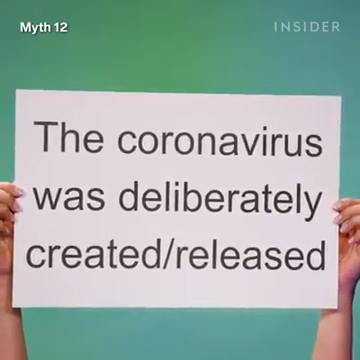 Myth 12
INSIDER
The coronavirus
was deliberately
created/released